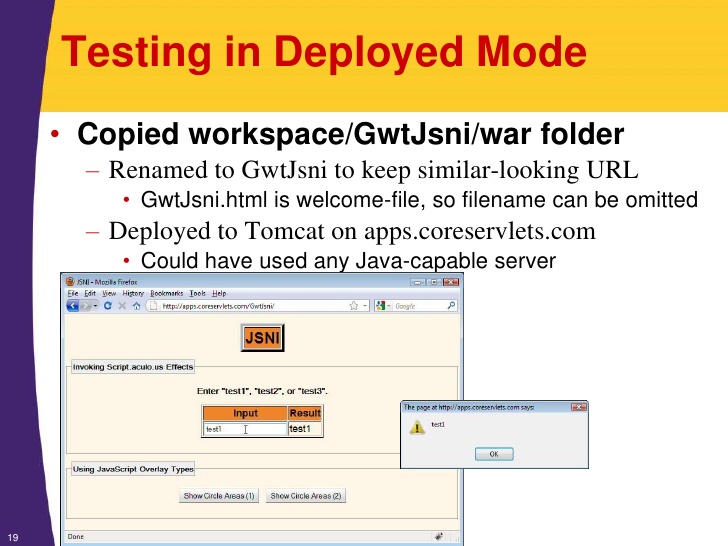 Testing in Deployed Mode
• Copied workspace/GwtJsni/war folder
– Renamed to GwtJsni to keep similar-looking URL
• GwtJsni.html is welcome-file, so filename can be omitted
– Deployed to Tomcat on apps.coreservlets.com
• Could have used any Java-capable server
JSNI - Mozilla Firefox
File Edit View History Bookmarks Tools Help
http://apps.coreservlets.com/GwtJsni/
Google
JSNI
Invoking Script.aculo.us Effects
Enter "test1", "test2", or "test3".
Input Result
test1 test1
The page at http://apps.coreservlets.com says:
test1
OK
Using JavaScript Overlay Types
Show Circle Areas (1) Show Circle Areas (2)
Done
19